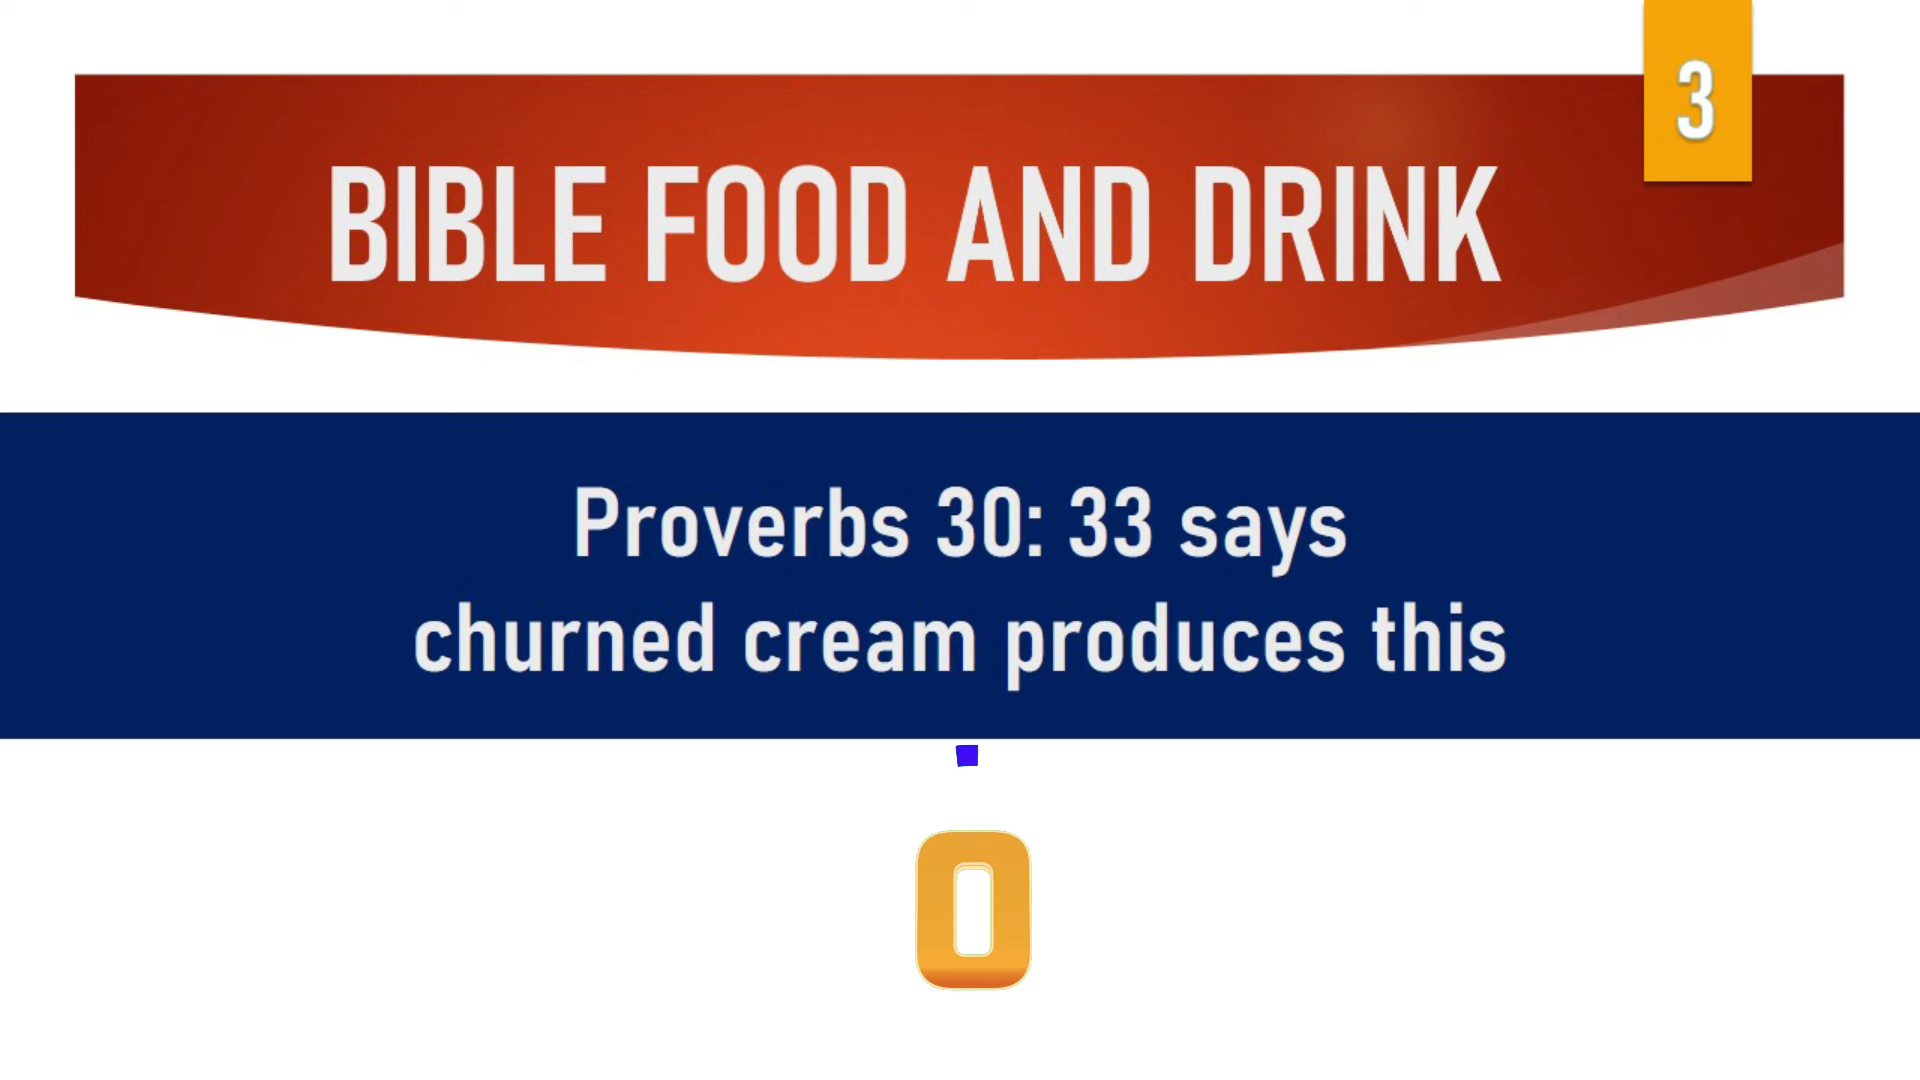 3
BIBLE FOOD AND DRINK
Proverbs 30: 33 says
churned cream produces this
0